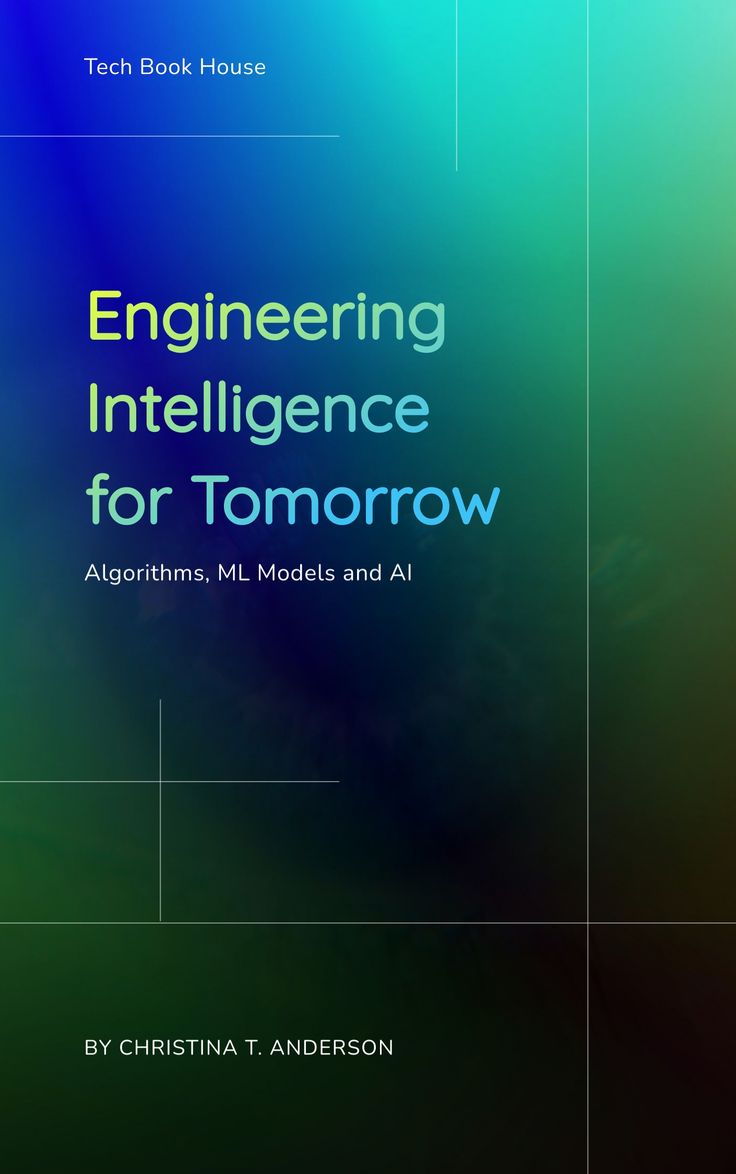 Tech Book House
Engineering
Intelligence
for Tomorrow
Algorithms, ML Models and AI
BY CHRISTINA T. ANDERSON